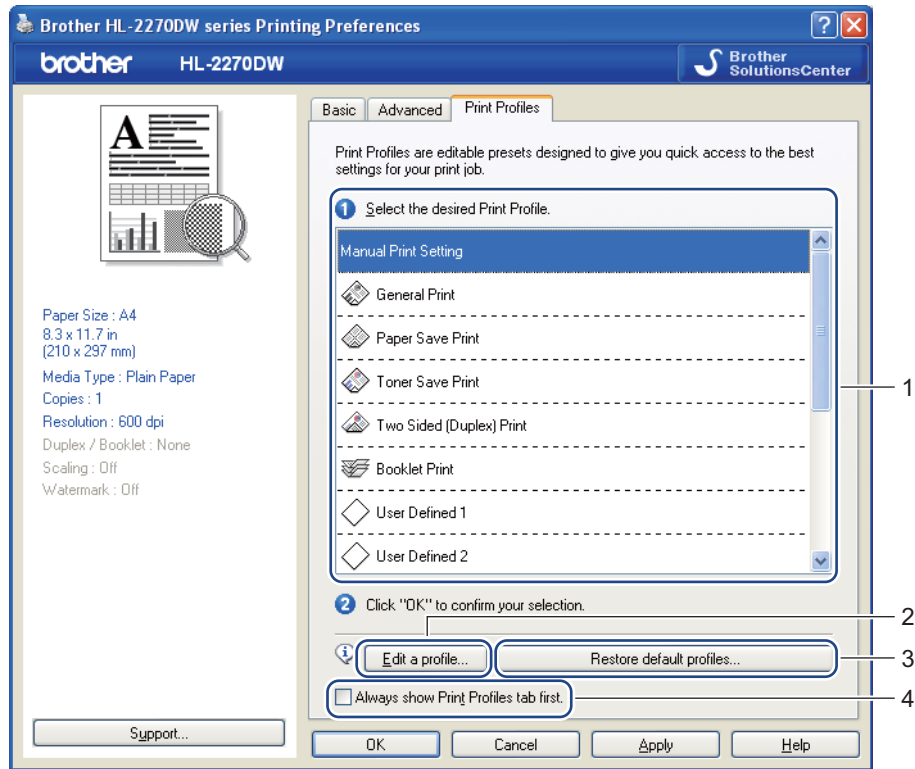 Brother HL-2270DW series Printing Preferences
brother HL-2270DW
Brother
SolutionsCenter
Basic
Advanced
Print Profiles
Print Profiles are editable presets designed to give you quick access to the best
settings for your print job.
1 Select the desired Print Profile.
Manual Print Setting
General Print
Paper Save Print
Toner Save Print
Two Sided (Duplex) Print
Booklet Print
User Defined 1
User Defined 2
1
2 Click "OK" to confirm your selection.
2
Edit a profile...
Restore default profiles...
3
Always show Print Profiles tab first.
4
A
Paper Size : A4
8.3 x 11.7 in
(210 x 297 mm)
Media Type : Plain Paper
Copies : 1
Resolution : 600 dpi
Duplex / Booklet : None
Scaling : Off
Watermark : Off
Support...
OK
Cancel
Apply
Help